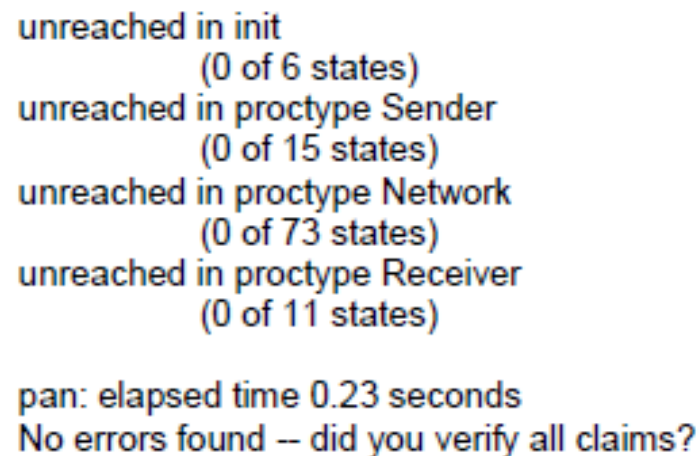 unreached in init
(0 of 6 states)
unreached in proctype Sender
(0 of 15 states)
unreached in proctype Network
(0 of 73 states)
unreached in proctype Receiver
(0 of 11 states)
pan: elapsed time 0.23 seconds
No errors found -- did you verify all claims?